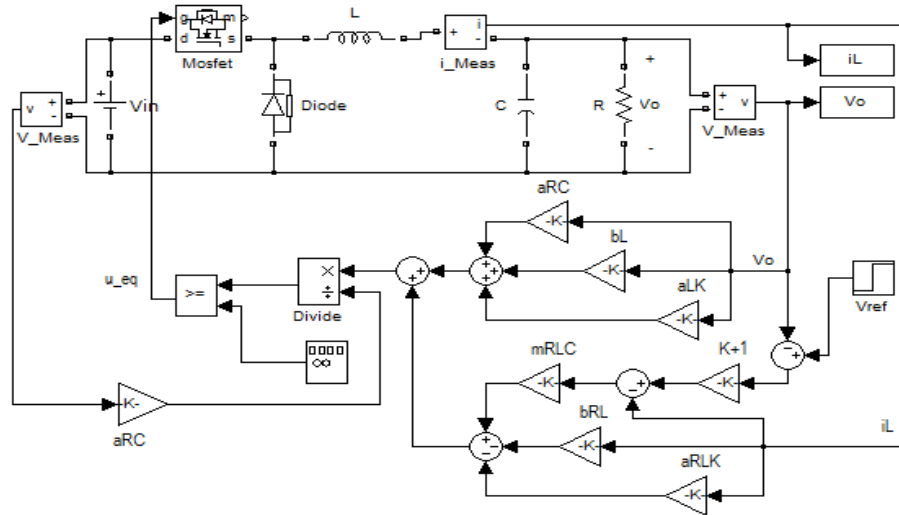 g m
d s
Mosfet
L
+ i
-
i_Meas
iL
Vo
v + -
V_Meas
+
Vin
Diode
C
R
+
Vo
-
+ - v
V_Meas
aRC
-K-
bL
-K-
aLK
-K-
Vo
Vref
u_eq
>=
×
÷
Divide
+ + +
+ +
- +
mRLC
-K-
K+1
-K-
- +
bRL
-K-
iL
+ - -
aRLK
-K-
K-
aRC